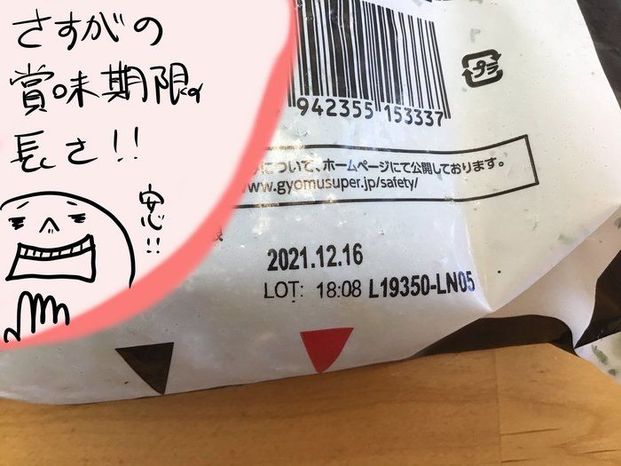 さすがの
賞味期限の
長さ!!
安心!!
942355 153337
プラ
について、ホームページにて公開しております。
www.gyomusuper.jp/safety/
2021.12.16
LOT: 18:08 L19350-LN05